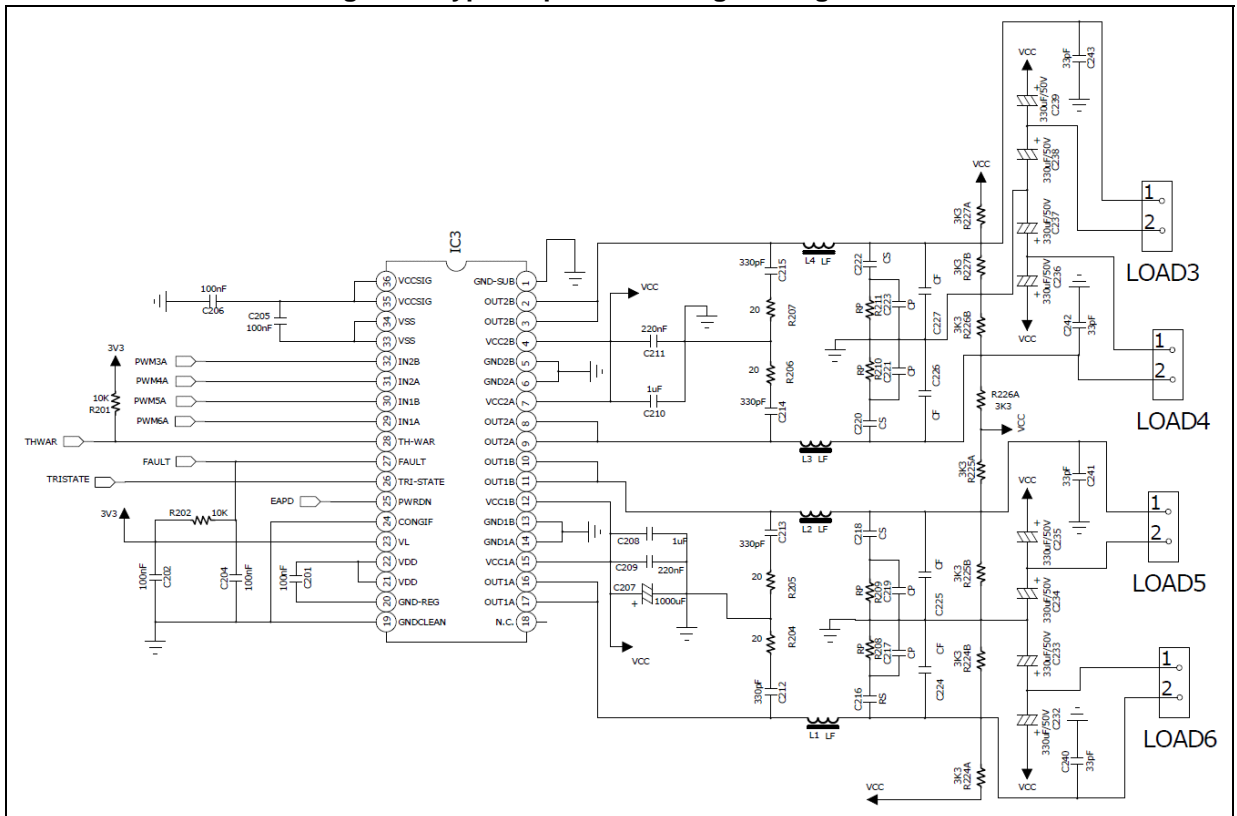 IC3
36 VCCSIG
35 VCCSIG
34 VSS
33 VSS
32 IN2B
31 IN2A
30 IN1B
29 IN1A
28 TH-WAR
27 FAULT
26 TRI-STATE
25 PWRDN
24 CONGIF
23 VL
22 VDD
21 VDD
20 GND-REG
19 GNDCLEAN
GND-SUB 1
OUT2B 2
OUT2B 3
VCC2B 4
GND2B 5
GND2A 6
VCC2A 7
OUT2A 8
OUT2A 9
OUT1B 10
OUT1B 11
VCC1B 12
GND1B 13
GND1A 14
VCC1A 15
OUT1A 16
OUT1A 17
N.C. 18
100nF
C206
C205
100nF
PWM3A
PWM4A
PWM5A
PWM6A
3V3
10K
R201
THWAR
FAULT
TRISTATE
EAPD
R202 10K
3V3
100nF
C202
C204
100nF
100nF
C201
VCC
220nF
C211
1uF
C210
C208 1uF
C209 220nF
C207
+ 1000uF
VCC
330pF
C215
20
R207
20
R206
330pF
C214
C213
330pF
20
R205
20
R204
330pF
C212
L4 LF
L3 LF
L2 LF
L1 LF
C222
CS
RP
R211
C223
CP
CF
C227
RP
R210
C221
CP
C226
CF
C220
CS
C218
CS
RP
R209
C219
CP
CF
C225
RP
R208
C217
CP
CF
C224
C216
RS
VCC
3K3
R227A
3K3
R227B
3K3
R226B
R226A
3K3
VCC
3K3
R225A
3K3
R225B
3K3
R224B
3K3
R224A
VCC
VCC
+
330uF/50V
C239
+
330uF/50V
C238
330uF/50V
C237
+
330uF/50V
C236
+
VCC
33pF
C243
C242
33pF
33pF
C241
C240
33pF
VCC
+
330uF/50V
C235
+
330uF/50V
C234
330uF/50V
C233
+
330uF/50V
C232
+
VCC
1
2
LOAD3
1
2
LOAD4
1
2
LOAD5
1
2
LOAD6